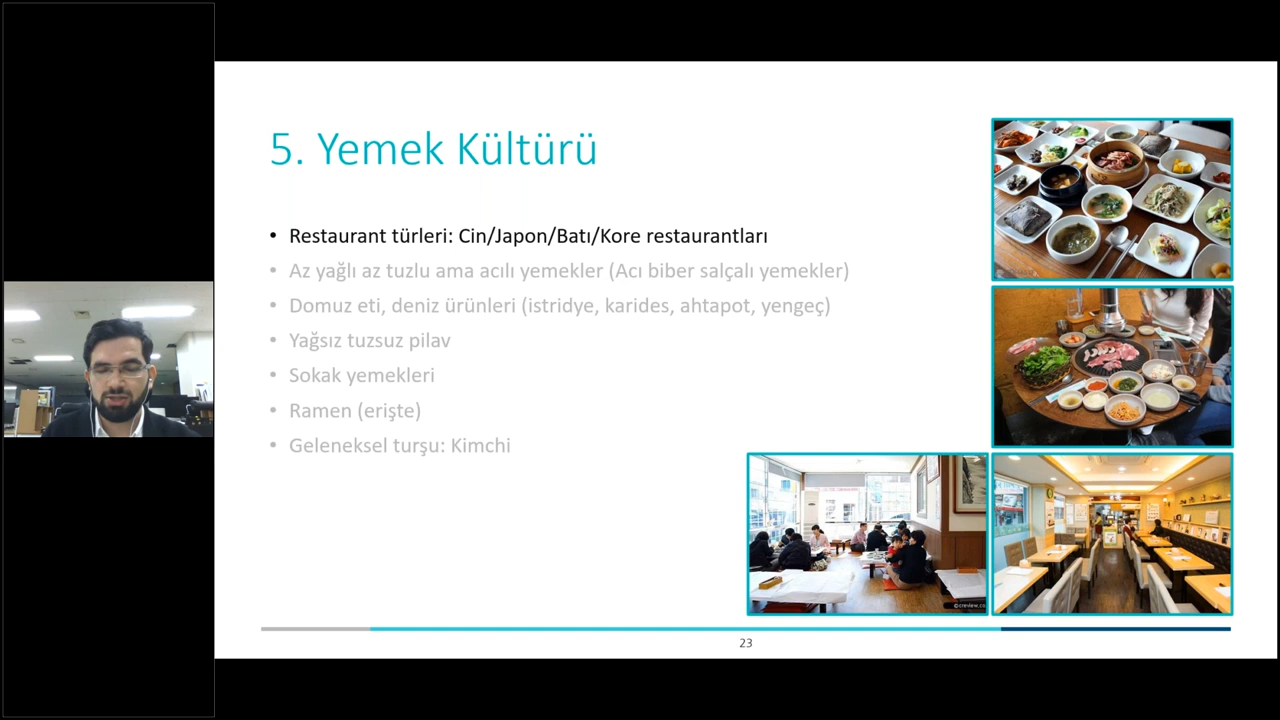 5. Yemek Kültürü
• Restaurant türleri: Cin/Japon/Batı/Kore restaurantları
• Az yağlı az tuzlu ama acılı yemekler (Acı biber salçalı yemekler)
• Domuz eti, deniz ürünleri (istridye, karides, ahtapot, yengeç)
• Yağsız tuzsuz pilav
• Sokak yemekleri
• Ramen (erişte)
• Geleneksel turşu: Kimchi
23